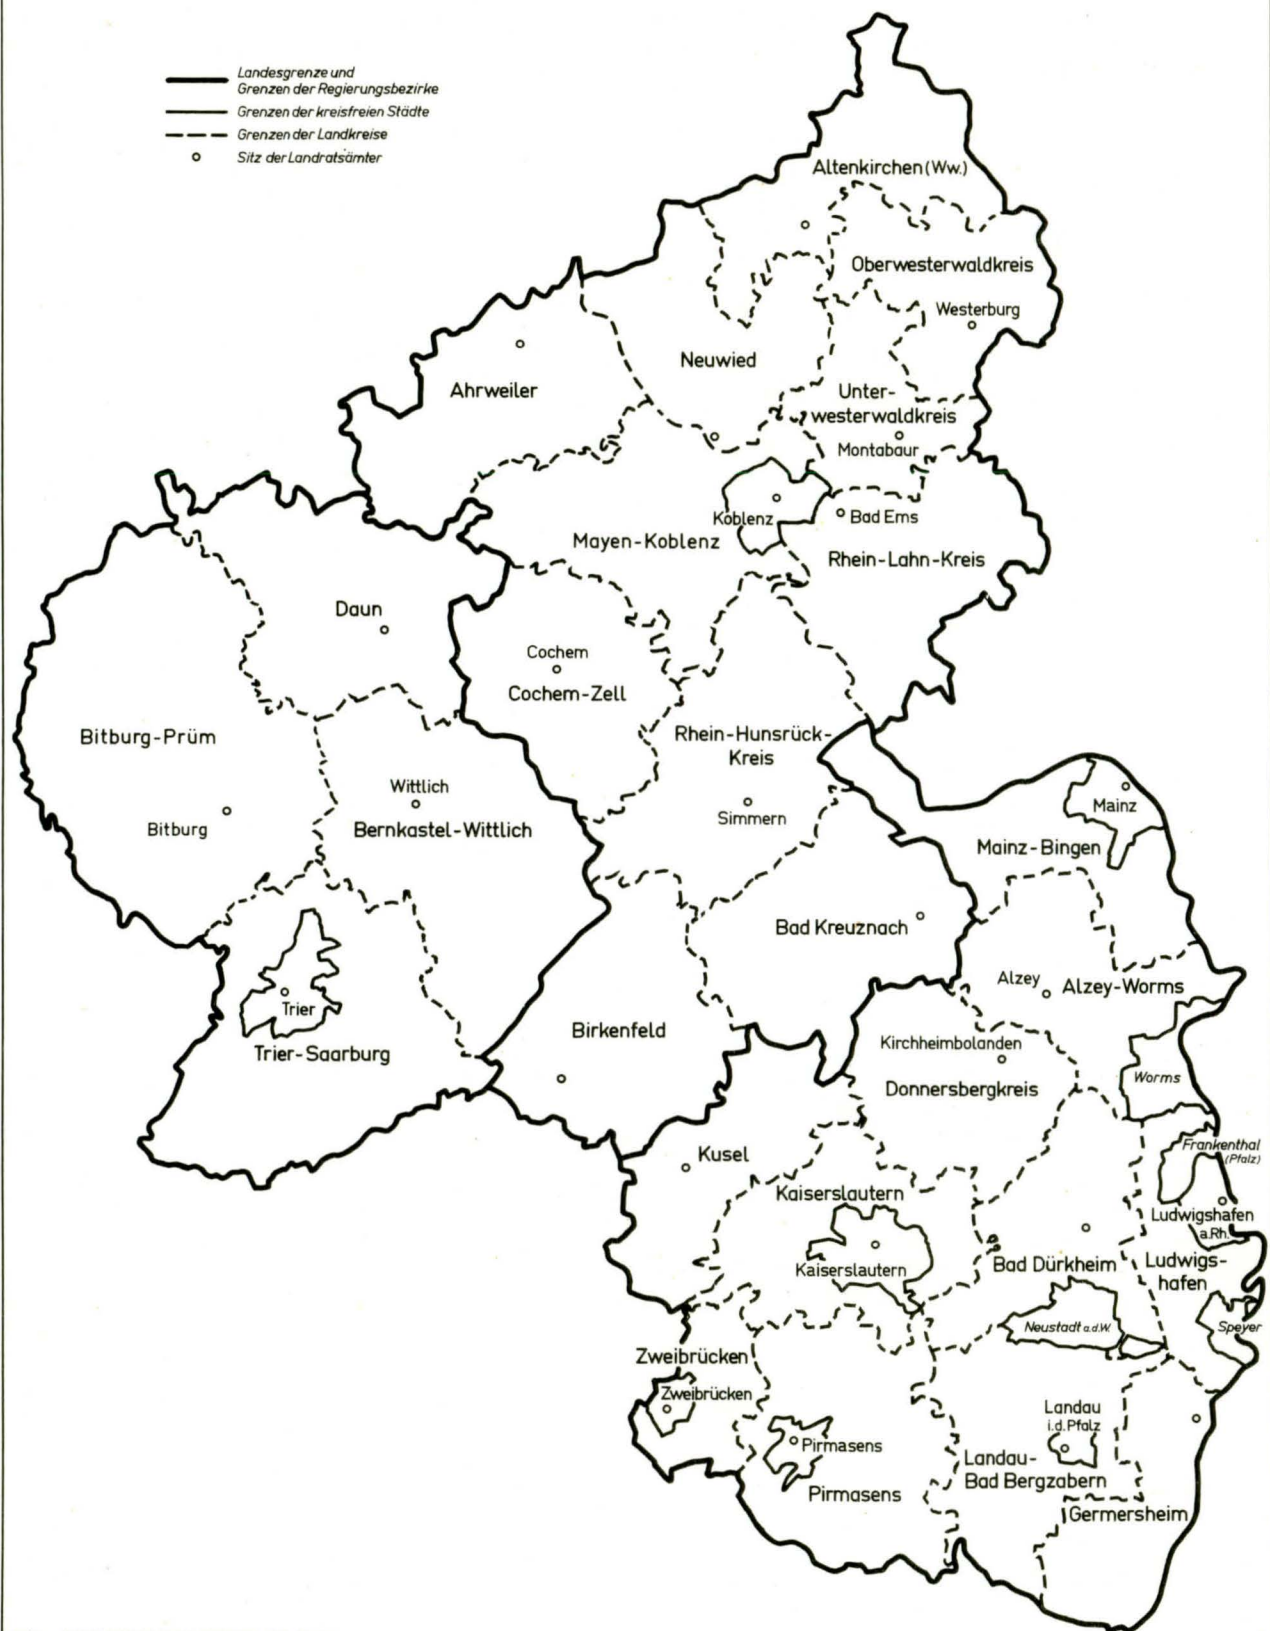 Landesgrenze und
Grenzen der Regierungsbezirke
Grenzen der kreisfreien Städte
Grenzen der Landkreise
Sitz der Landratsämter
Altenkirchen (Ww.)
Oberwesterwaldkreis
Westerburg
Neuwied
Ahrweiler
Unter-
westerwaldkreis
Montabaur
Koblenz
Bad Ems
Mayen-Koblenz
Rhein-Lahn-Kreis
Daun
Cochem
Cochem-Zell
Bitburg-Prüm
Rhein-Hunsrück-
Kreis
Wittlich
Simmern
Mainz
Bitburg
Bernkastel-Wittlich
Mainz-Bingen
Bad Kreuznach
Alzey
Alzey-Worms
Trier
Trier-Saarburg
Birkenfeld
Kirchheimbolanden
Donnersbergkreis
Worms
Kusel
Frankenthal
(Pfalz)
Kaiserslautern
Ludwigshafen
a.Rh.
Kaiserslautern
Bad Dürkheim
Ludwigs-
hafen
Neustadt a.d.W.
Speyer
Zweibrücken
Zweibrücken
Landau
i.d.Pfalz
Pirmasens
Pirmasens
Landau-
Bad Bergzabern
Germersheim